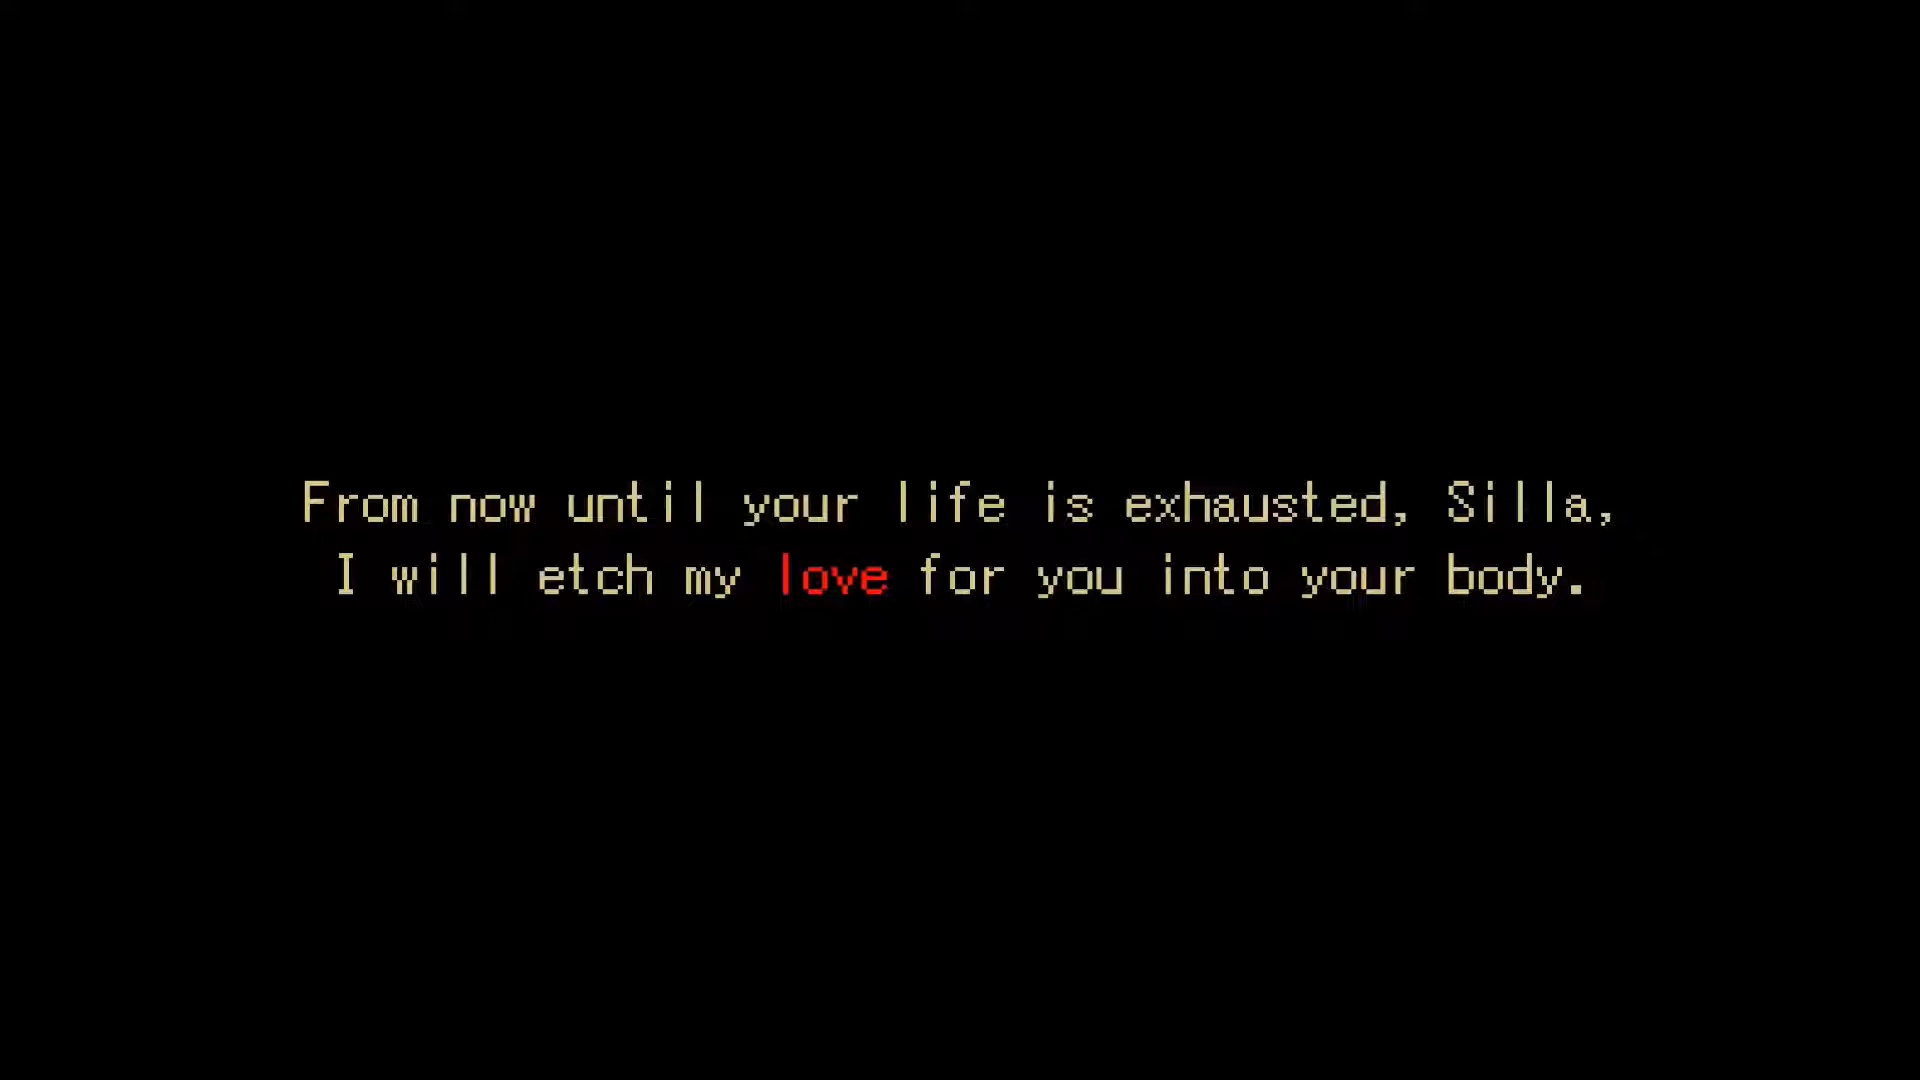 From now until your life is exhausted, Silla,
I will etch my love for you into your body.